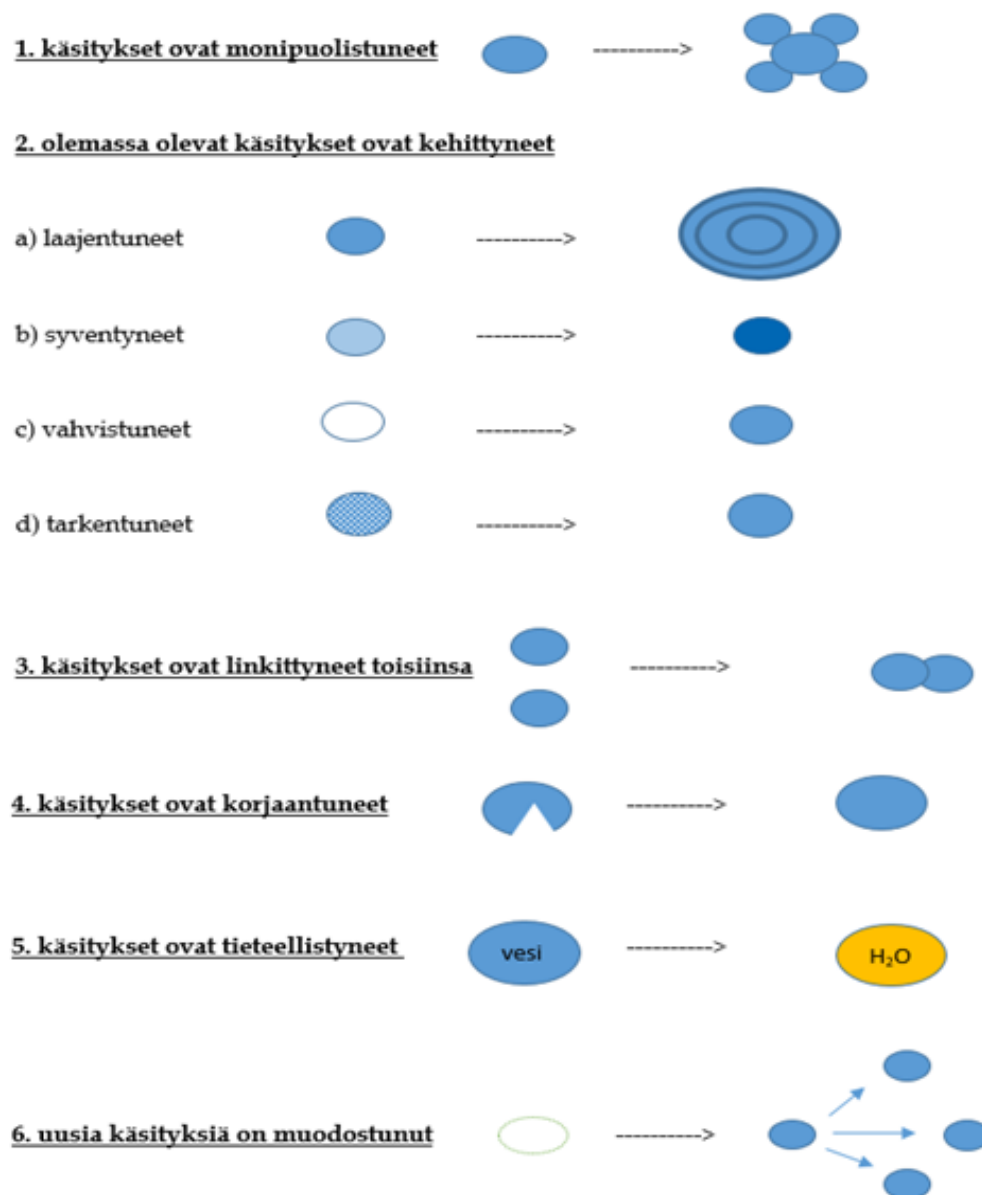 1. käsitykset ovat monipuolistuneet ---------->
2. olemassa olevat käsitykset ovat kehittyneet
a) laajentuneet ---------->
b) syventyneet ---------->
c) vahvistuneet ---------->
d) tarkentuneet ---------->
3. käsitykset ovat linkittyneet toisiinsa ---------->
4. käsitykset ovat korjaantuneet ---------->
5. käsitykset ovat tieteellistyneet vesi ----------> H₂O
6. uusia käsityksiä on muodostunut ---------->